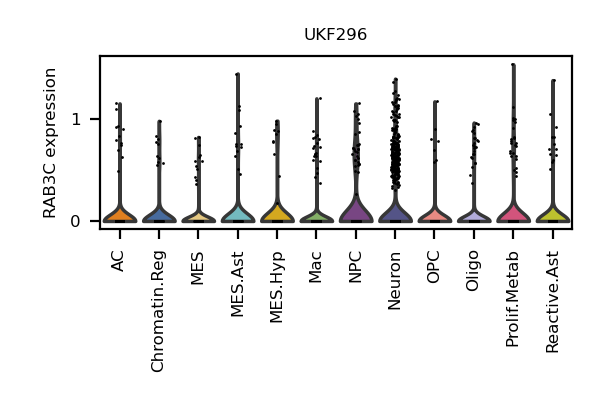 UKF296
RAB3C expression
1
0
AC
Chromatin.Reg
MES
MES.Ast
MES.Hyp
Mac
NPC
Neuron
OPC
Oligo
Prolif.Metab
Reactive.Ast